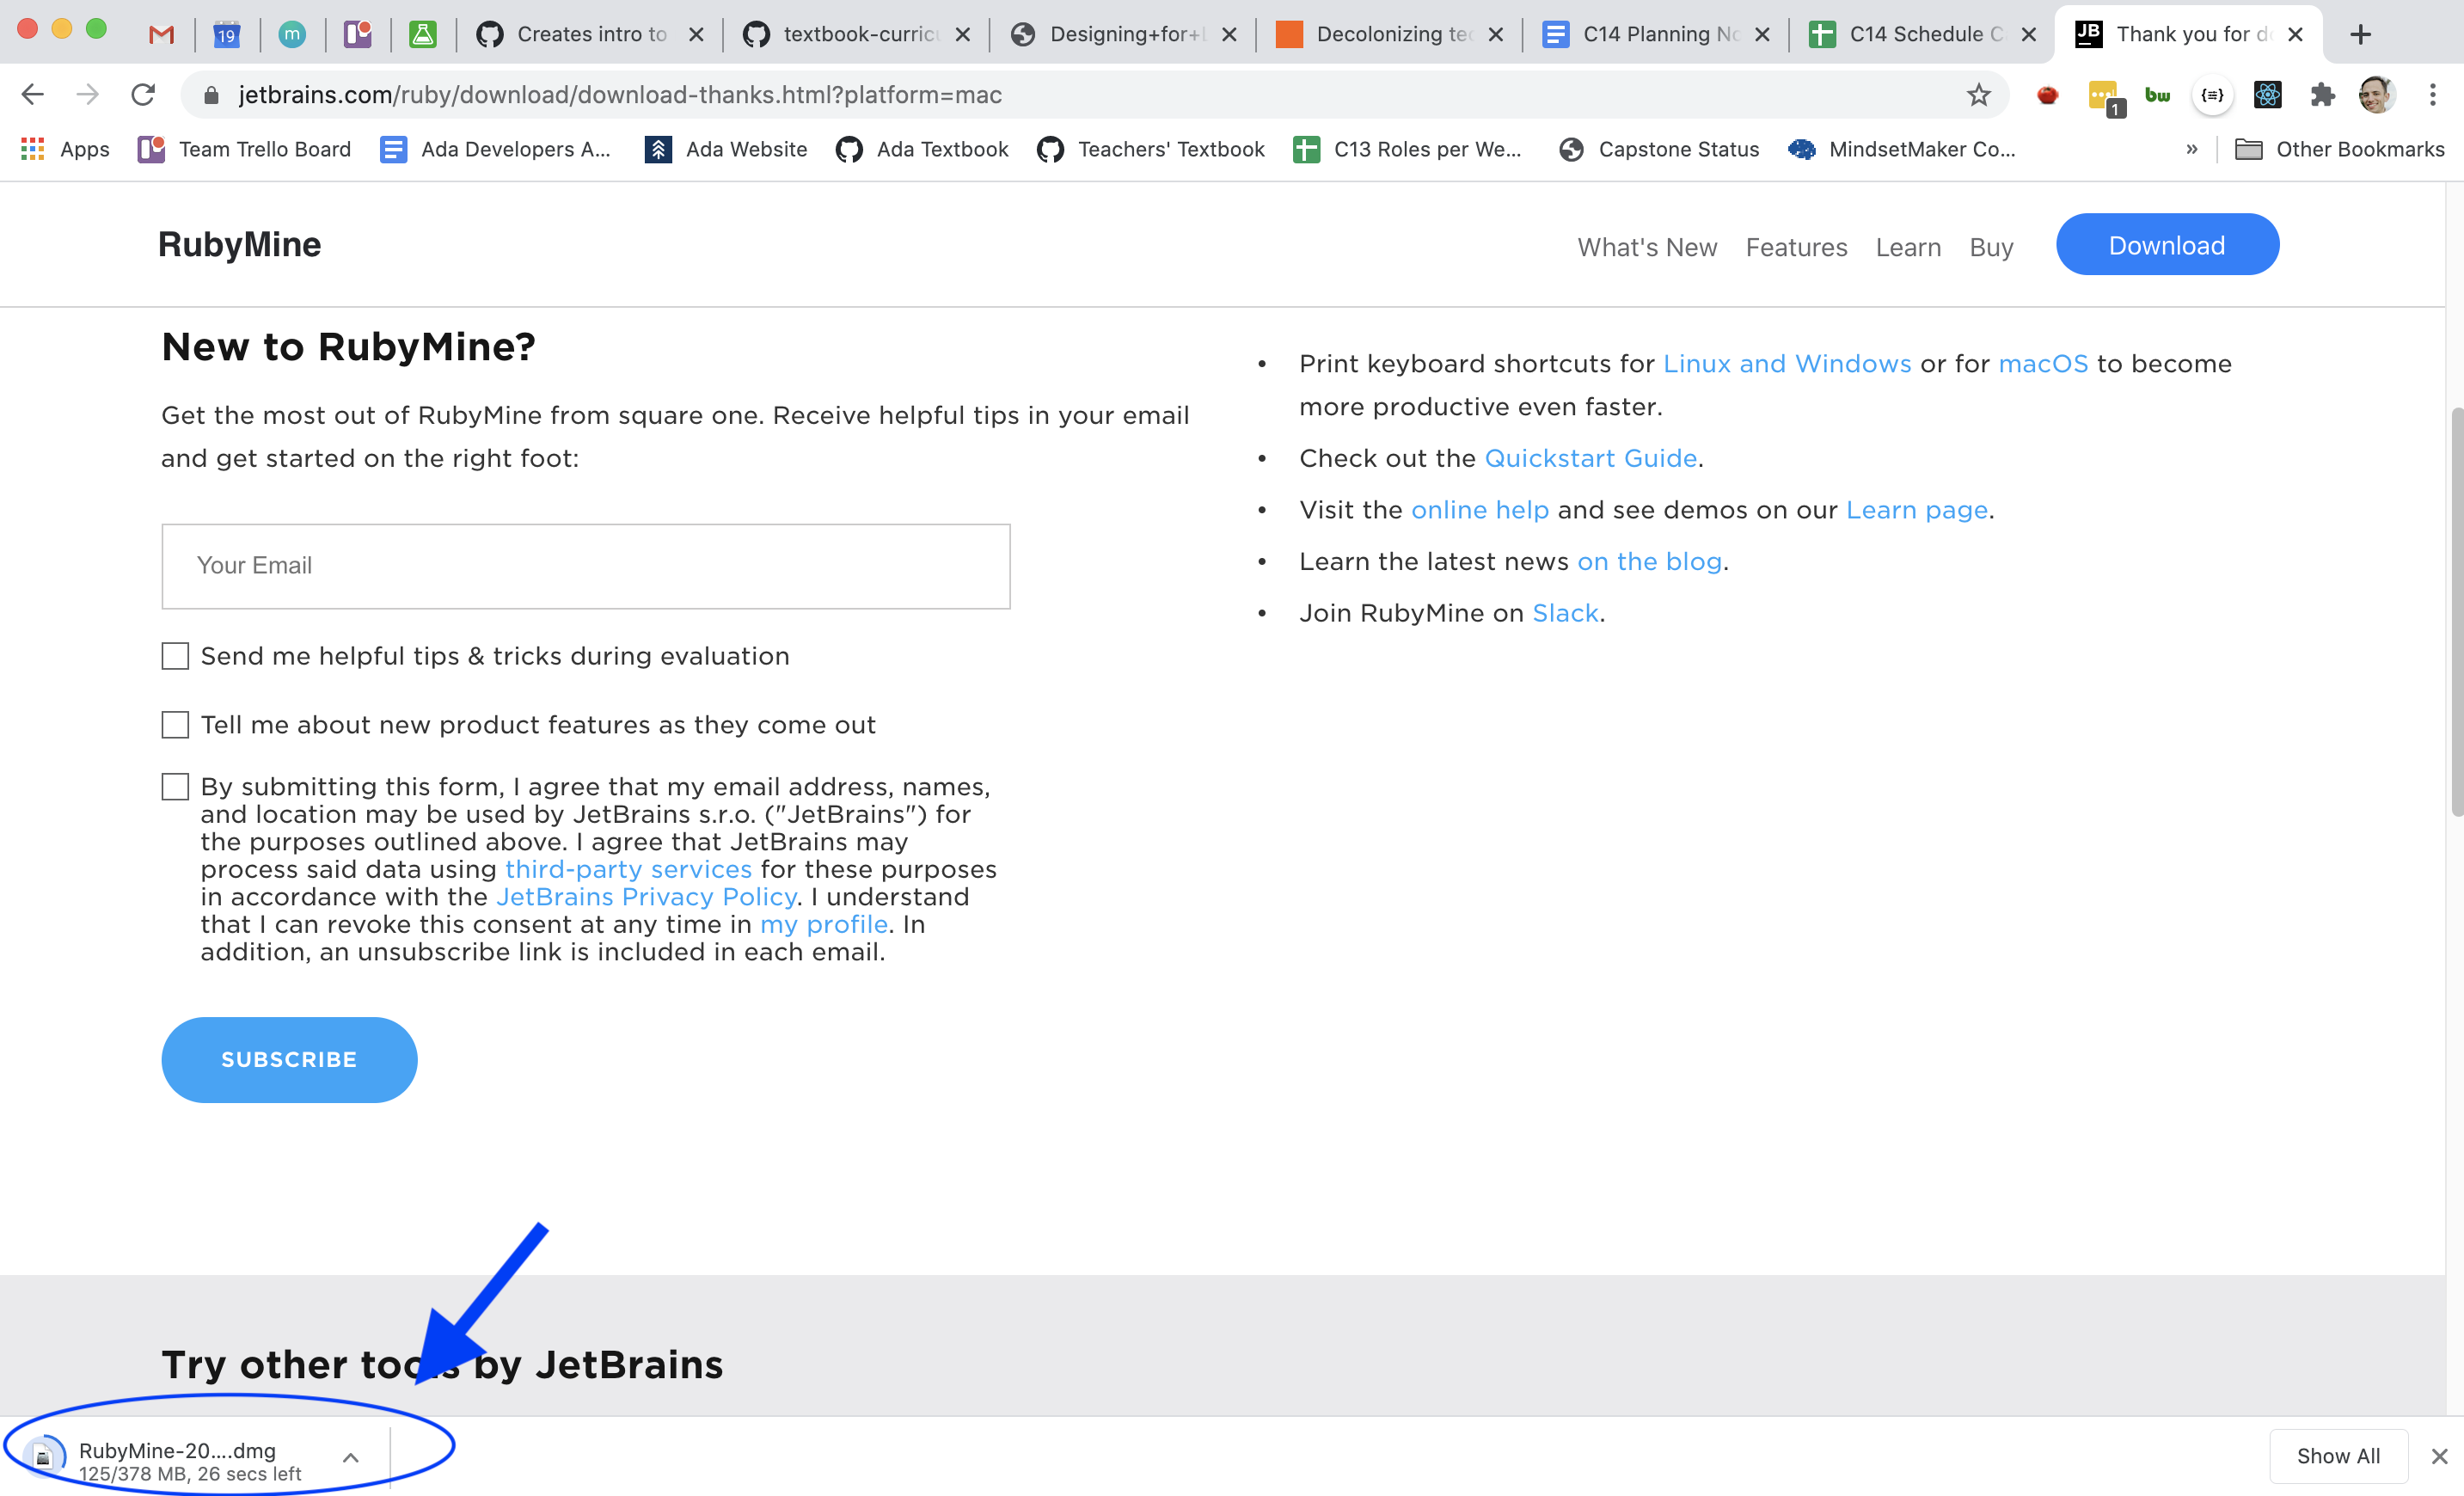 19
m
Creates intro to
textbook-curricu
Designing+for+L
Decolonizing tec
C14 Planning No
C14 Schedule C
JB
Thank you for do
jetbrains.com/ruby/download/download-thanks.html?platform=mac
1
bw
Apps
Team Trello Board
Ada Developers A...
Ada Website
Ada Textbook
Teachers' Textbook
C13 Roles per We...
Capstone Status
MindsetMaker Co...
»
Other Bookmarks
RubyMine
What's New
Features
Learn
Buy
Download
New to RubyMine?
Get the most out of RubyMine from square one. Receive helpful tips in your email
and get started on the right foot:
Your Email
Send me helpful tips & tricks during evaluation
Tell me about new product features as they come out
By submitting this form, I agree that my email address, names,
and location may be used by JetBrains s.r.o. ("JetBrains") for
the purposes outlined above. I agree that JetBrains may
process said data using third-party services for these purposes
in accordance with the JetBrains Privacy Policy. I understand
that I can revoke this consent at any time in my profile. In
addition, an unsubscribe link is included in each email.
SUBSCRIBE
• Print keyboard shortcuts for Linux and Windows or for macOS to become
more productive even faster.
• Check out the Quickstart Guide.
• Visit the online help and see demos on our Learn page.
• Learn the latest news on the blog.
• Join RubyMine on Slack.
Try other tools by JetBrains
RubyMine-20....dmg
125/378 MB, 26 secs left
Show All